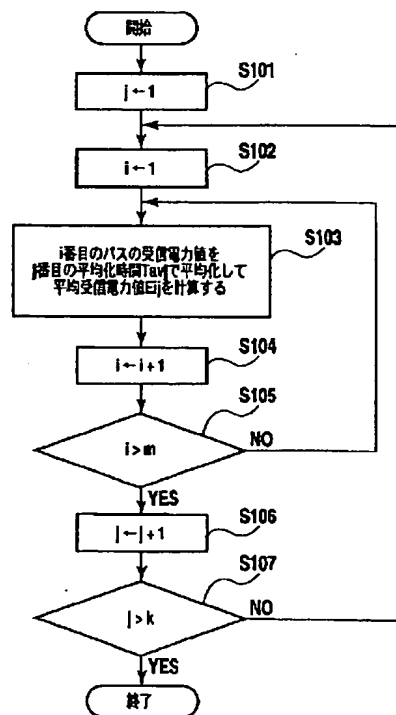 開始
S101
j←1
S102
i←1
S103
i番目のパスの受信電力値を
j番目の平均化時間Tavjで平均化して
平均受信電力値Eijを計算する
S104
i←i+1
S105
i>m
NO
YES
S106
j←j+1
S107
j>k
NO
YES
終了